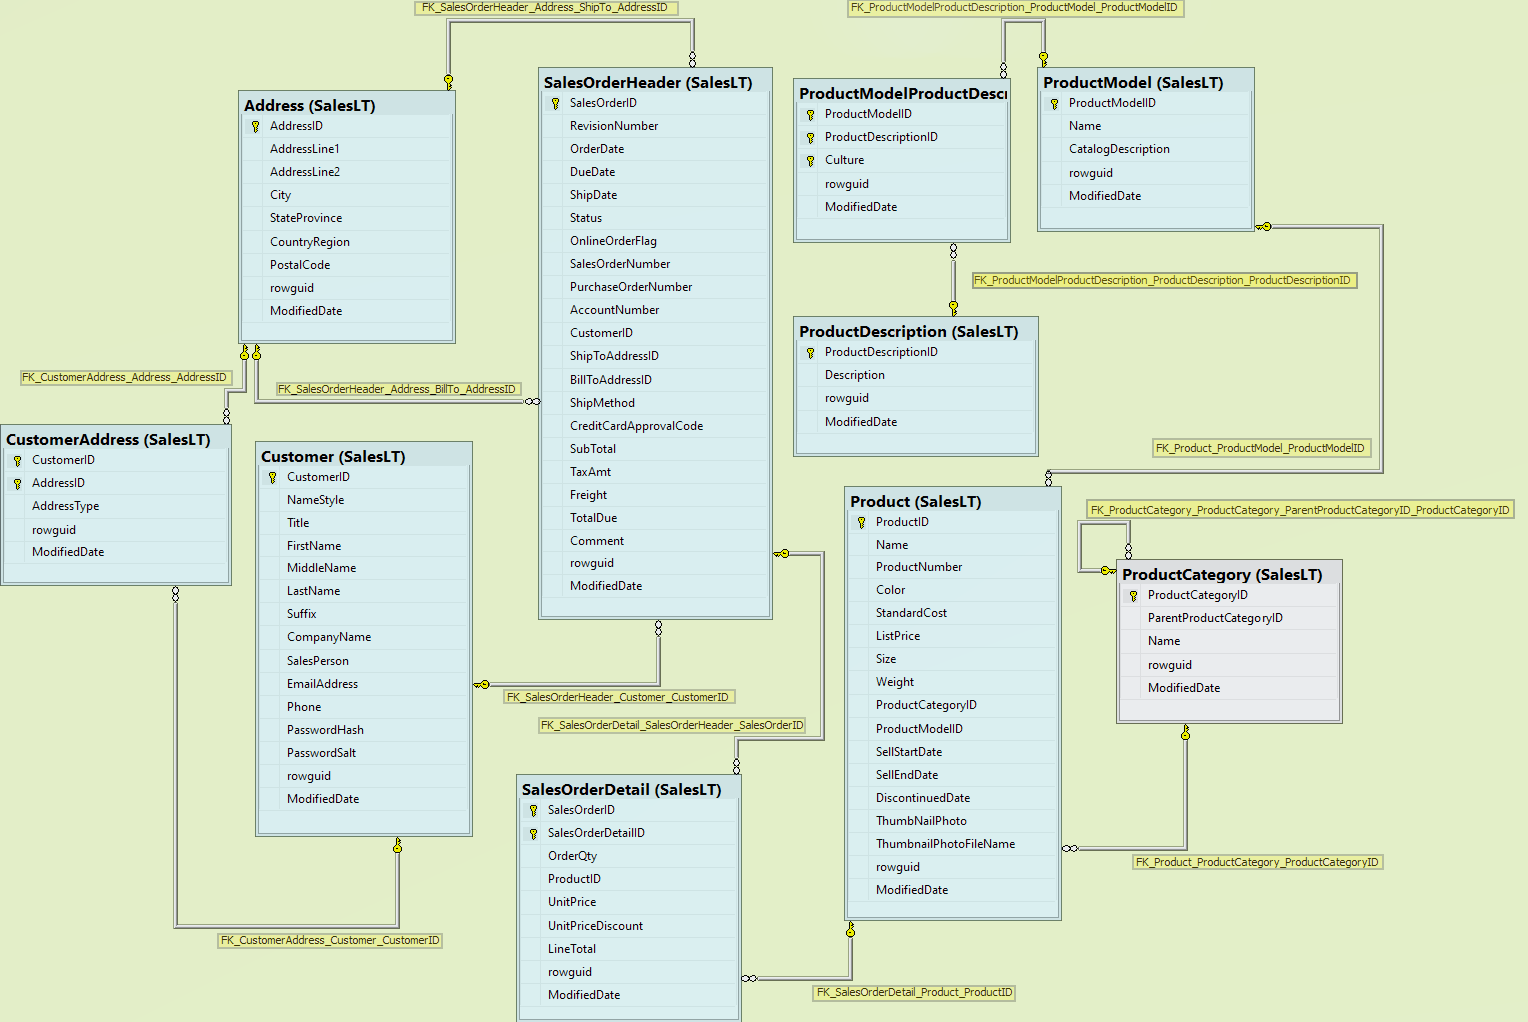 FK_SalesOrderHeader_Address_ShipTo_AddressID
FK_ProductModelProductDescription_ProductModel_ProductModelID
Address (SalesLT)
AddressID
AddressLine1
AddressLine2
City
StateProvince
CountryRegion
PostalCode
rowguid
ModifiedDate
SalesOrderHeader (SalesLT)
SalesOrderID
RevisionNumber
OrderDate
DueDate
ShipDate
Status
OnlineOrderFlag
SalesOrderNumber
PurchaseOrderNumber
AccountNumber
CustomerID
ShipToAddressID
BillToAddressID
ShipMethod
CreditCardApprovalCode
SubTotal
TaxAmt
Freight
TotalDue
Comment
rowguid
ModifiedDate
ProductModelProductDescr
ProductModelID
ProductDescriptionID
Culture
rowguid
ModifiedDate
ProductModel (SalesLT)
ProductModelID
Name
CatalogDescription
rowguid
ModifiedDate
FK_ProductModelProductDescription_ProductDescription_ProductDescriptionID
ProductDescription (SalesLT)
ProductDescriptionID
Description
rowguid
ModifiedDate
FK_CustomerAddress_Address_AddressID
FK_SalesOrderHeader_Address_BillTo_AddressID
CustomerAddress (SalesLT)
CustomerID
AddressID
AddressType
rowguid
ModifiedDate
Customer (SalesLT)
CustomerID
NameStyle
Title
FirstName
MiddleName
LastName
Suffix
CompanyName
SalesPerson
EmailAddress
Phone
PasswordHash
PasswordSalt
rowguid
ModifiedDate
FK_Product_ProductModel_ProductModelID
Product (SalesLT)
ProductID
Name
ProductNumber
Color
StandardCost
ListPrice
Size
Weight
ProductCategoryID
ProductModelID
SellStartDate
SellEndDate
DiscontinuedDate
ThumbNailPhoto
ThumbnailPhotoFileName
rowguid
ModifiedDate
FK_ProductCategory_ProductCategory_ParentProductCategoryID_ProductCategoryID
ProductCategory (SalesLT)
ProductCategoryID
ParentProductCategoryID
Name
rowguid
ModifiedDate
FK_SalesOrderHeader_Customer_CustomerID
FK_SalesOrderDetail_SalesOrderHeader_SalesOrderID
SalesOrderDetail (SalesLT)
SalesOrderID
SalesOrderDetailID
OrderQty
ProductID
UnitPrice
UnitPriceDiscount
LineTotal
rowguid
ModifiedDate
FK_Product_ProductCategory_ProductCategoryID
FK_CustomerAddress_Customer_CustomerID
FK_SalesOrderDetail_Product_ProductID